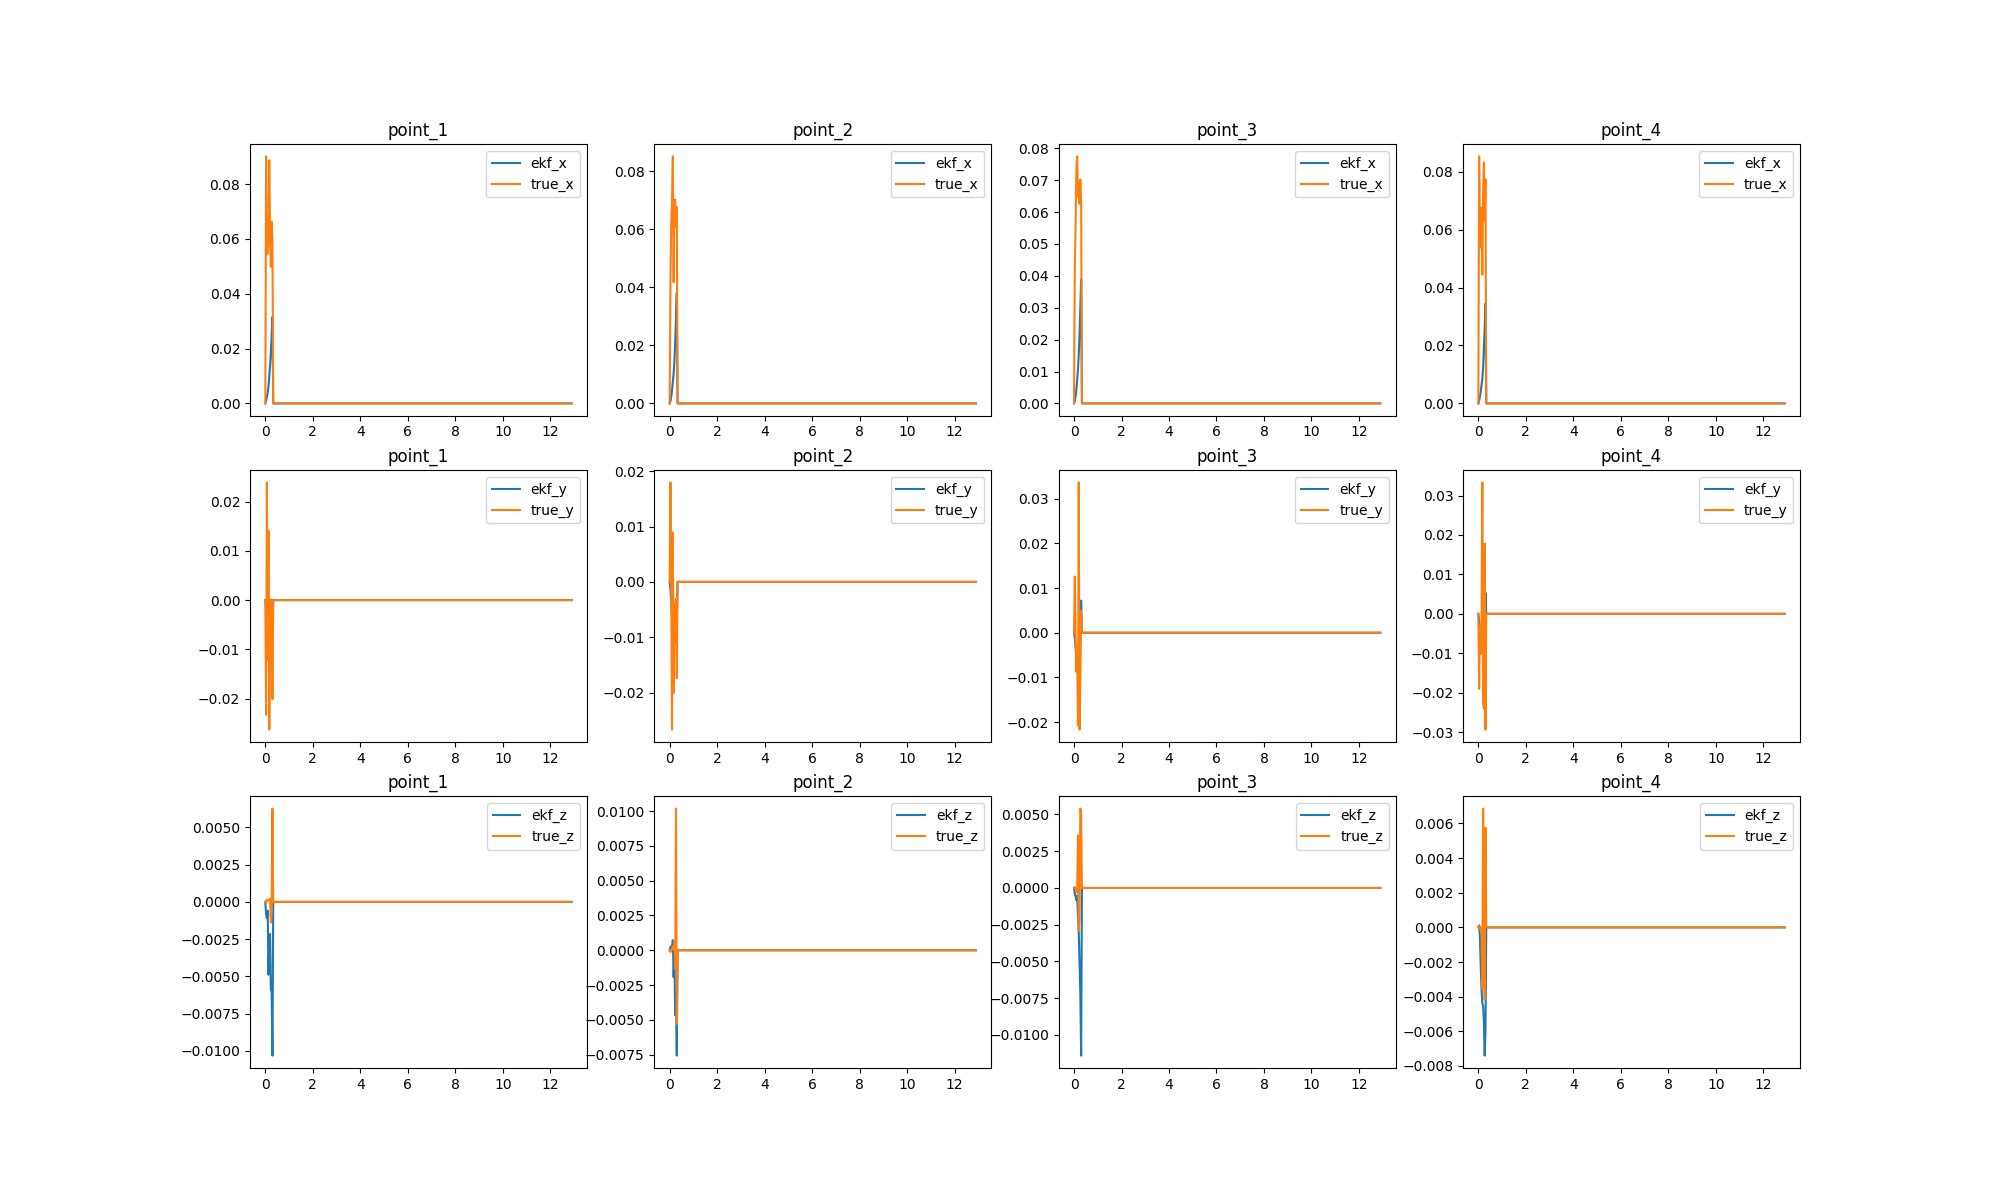 point_1 point_2 point_3 point_4
ekf_x ekf_x ekf_x ekf_x
true_x true_x true_x true_x
0.08 0.08 0.08 0.08
0.07
0.06 0.06 0.06 0.06
0.05
0.04 0.04 0.04 0.04
0.03
0.02 0.02 0.02 0.02
0.01
0.00 0.00 0.00 0.00
0 2 4 6 8 10 12 0 2 4 6 8 10 12 0 2 4 6 8 10 12 0 2 4 6 8 10 12
point_1 point_2 point_3 point_4
ekf_y ekf_y ekf_y ekf_y
true_y true_y true_y true_y
0.02 0.02 0.03 0.03
0.01 0.01 0.02 0.02
0.00 0.00 0.01 0.01
−0.01 −0.01 0.00 0.00
−0.02 −0.02 −0.01 −0.01
−0.02 −0.02
−0.03
0 2 4 6 8 10 12 0 2 4 6 8 10 12 0 2 4 6 8 10 12 0 2 4 6 8 10 12
point_1 point_2 point_3 point_4
ekf_z ekf_z ekf_z ekf_z
true_z true_z true_z true_z
0.0050 0.0100 0.0050 0.006
0.0025 0.0075 0.0025 0.004
0.0000 0.0050 0.0000 0.002
−0.0025 0.0025 −0.0025 0.000
−0.0050 0.0000 −0.0050 −0.002
−0.0075 −0.0025 −0.0075 −0.004
−0.0100 −0.0050 −0.0100 −0.006
−0.0075 −0.008
0 2 4 6 8 10 12 0 2 4 6 8 10 12 0 2 4 6 8 10 12 0 2 4 6 8 10 12